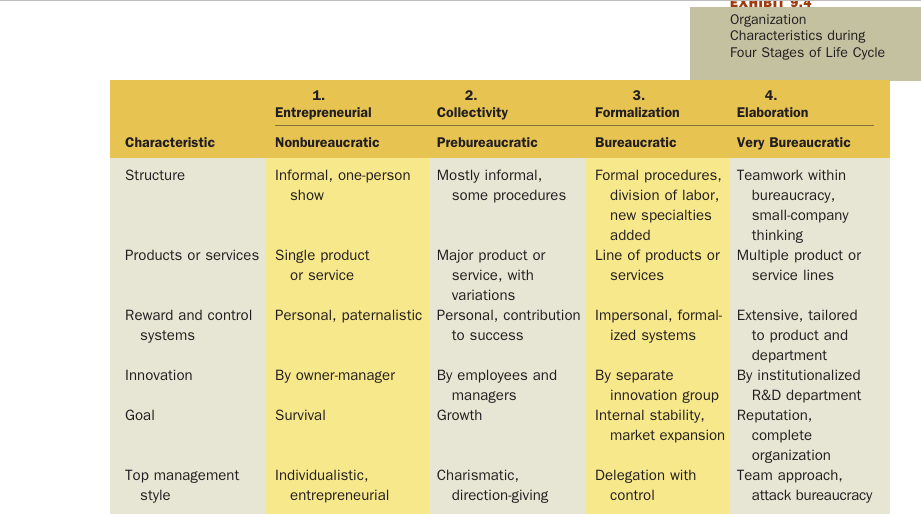 EXHIBIT 9.4
Organization
Characteristics during
Four Stages of Life Cycle
1. 2. 3. 4.
Entrepreneurial Collectivity Formalization Elaboration
Characteristic Nonbureaucratic Prebureaucratic Bureaucratic Very Bureaucratic
Structure Informal, one-person Mostly informal, Formal procedures, Teamwork within
show some procedures division of labor, bureaucracy,
new specialties small-company
added thinking
Products or services Single product Major product or Line of products or Multiple product or
or service service, with services service lines
variations
Reward and control Personal, paternalistic Personal, contribution Impersonal, formal- Extensive, tailored
systems to success ized systems to product and
department
Innovation By owner-manager By employees and By separate By institutionalized
managers innovation group R&D department
Goal Survival Growth Internal stability, Reputation,
market expansion complete
organization
Top management Individualistic, Charismatic, Delegation with Team approach,
style entrepreneurial direction-giving control attack bureaucracy